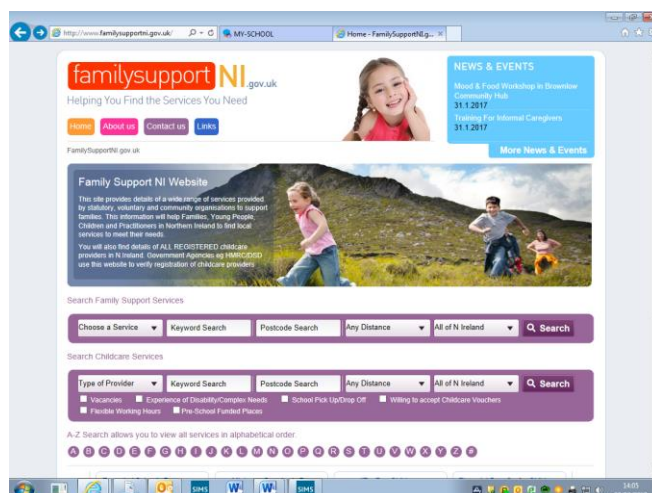 http://www.familysupportni.gov.uk/
MY-SCHOOL
Home - FamilySupportNI.g...
familysupport NI.gov.uk
Helping You Find the Services You Need
Home
About us
Contact us
Links
NEWS & EVENTS
Mood & Food Workshop in Brownlow
Community Hub
31.1.2017
Training For Informal Caregivers
31.1.2017
More News & Events
FamilySupportNI.gov.uk
Family Support NI Website
This site provides details of a wide range of services provided
by statutory, voluntary and community organisations to support
families. This information will help Families, Young People,
Children and Practitioners in Northern Ireland to find local
services to meet their needs.
You will also find details of ALL REGISTERED childcare
providers in N.Ireland. Government Agencies eg HMRC/DSD
use this website to verify registration of childcare providers
Search Family Support Services
Choose a Service Keyword Search Postcode Search Any Distance All of N Ireland Search
Search Childcare Services
Type of Provider Keyword Search Postcode Search Any Distance All of N Ireland Search
Vacancies Experience of Disability/Complex Needs School Pick Up/Drop Off Willing to accept Childcare Vouchers
Flexible Working Hours Pre-School Funded Places
A-Z Search allows you to view all services in alphabetical order.
A B C D E F G H I J K L M N O P Q R S T U V W X Y Z #
SIMS
SIMS
14:05